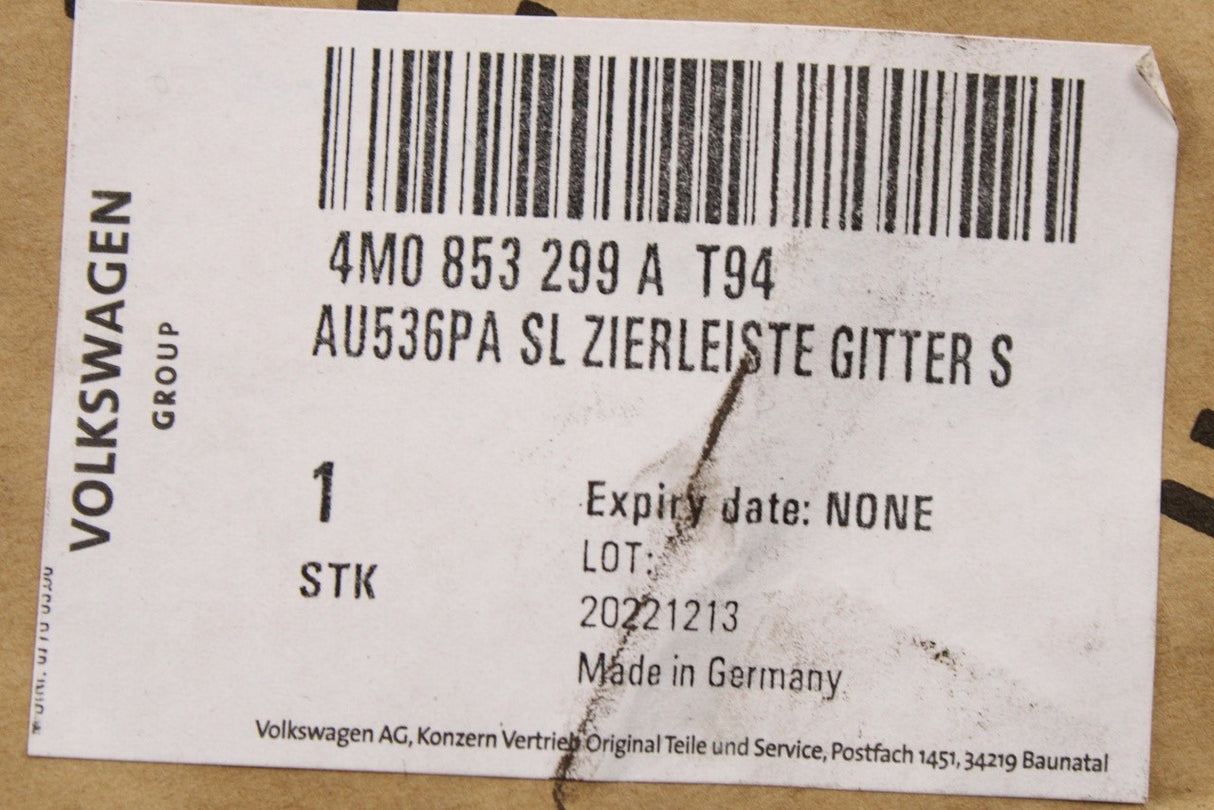 VOLKSWAGEN
GROUP
4M0 853 299 A T94
AU536PA SL ZIERLEISTE GITTER S
1
STK
Expiry date: NONE
LOT:
20221213
Made in Germany
Volkswagen AG, Konzern Vertrieb Original Teile und Service, Postfach 1451, 34219 Baunatal